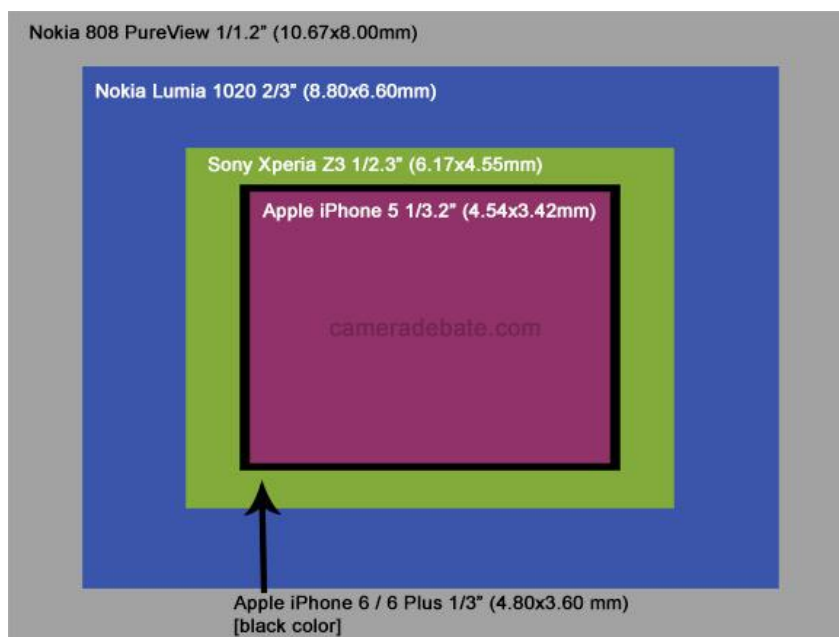 Nokia 808 PureView 1/1.2” (10.67x8.00mm)
Nokia Lumia 1020 2/3” (8.80x6.60mm)
Sony Xperia Z3 1/2.3” (6.17x4.55mm)
Apple iPhone 5 1/3.2” (4.54x3.42mm)
cameradebate.com
Apple iPhone 6 / 6 Plus 1/3” (4.80x3.60 mm)
[black color]